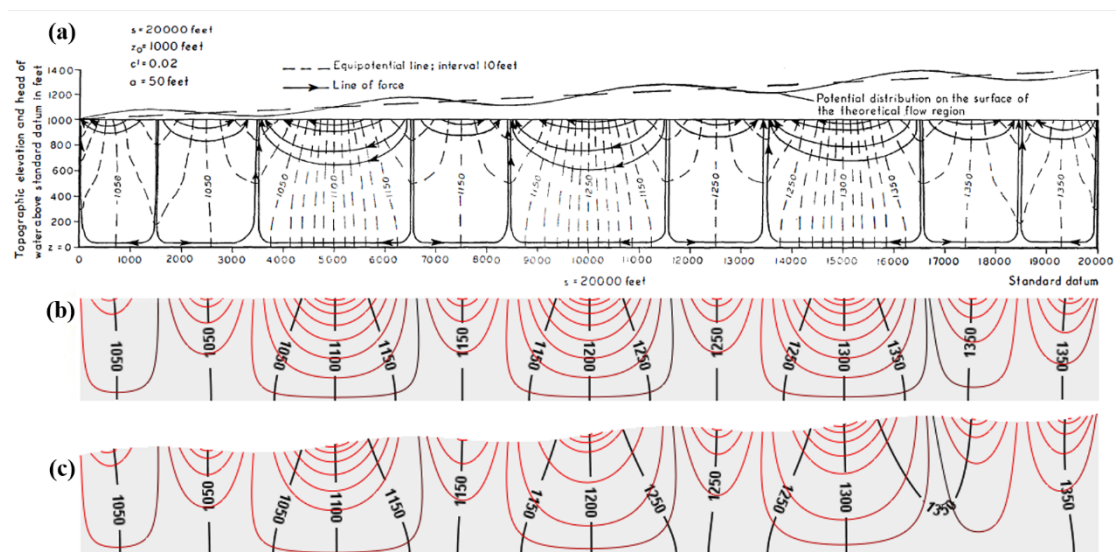 (a)
s = 20000 feet
z₀= 1000 feet
c' = 0.02
a = 50 feet
Equipotential line; interval 10 feet
Line of force
Topographic elevation and head of
water above standard datum in feet
1400
1200
1000
800
600
400
200
z = 0
Potential distribution on the surface of
the theoretical flow region
1050 1050 1050 1100 1150 1150 1150 1250 1150 1250 1250 1300 1350 1350 1350
0 1000 2000 3000 4000 5000 6000 7000 8000 9000 10000 11000 12000 13000 14000 15000 16000 17000 18000 19000 20000
s = 20000 feet
Standard datum
(b)
1050 1050 1050 1100 1150 1150 1150 1200 1250 1250 1250 1300 1350 1350 1350
(c)
1050 1050 1050 1100 1150 1150 1150 1200 1250 1250 1250 1300 1350 1350